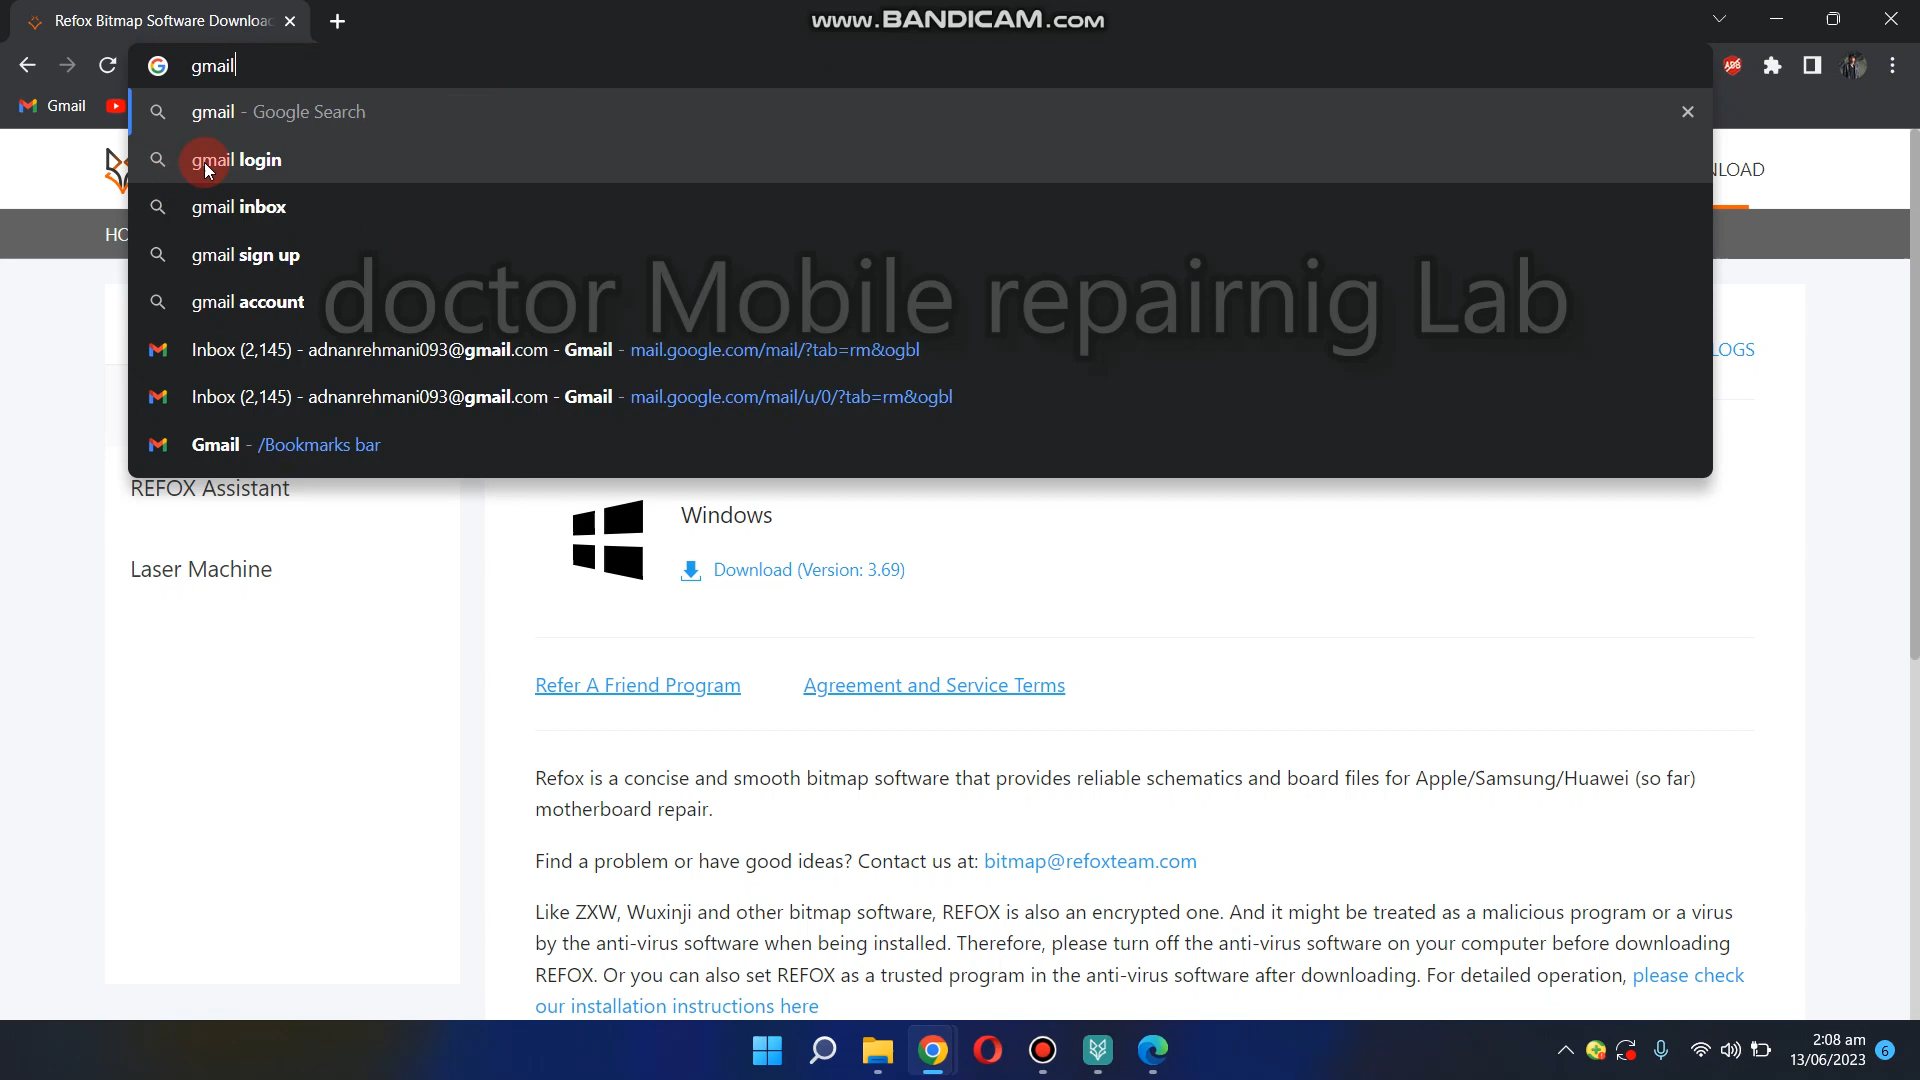 Refox Bitmap Software Downloa
www.BANDICAM.com
gmail
Gmail
gmail - Google Search
gmail login
gmail inbox
gmail sign up
gmail account
doctor Mobile repairnig Lab
Inbox (2,145) - adnanrehmani093@gmail.com - Gmail - mail.google.com/mail/?tab=rm&ogbl
Inbox (2,145) - adnanrehmani093@gmail.com - Gmail - mail.google.com/mail/u/0/?tab=rm&ogbl
Gmail - /Bookmarks bar
NLOAD
HO
LOGS
REFOX Assistant
Laser Machine
Windows
Download (Version: 3.69)
Refer A Friend Program
Agreement and Service Terms
Refox is a concise and smooth bitmap software that provides reliable schematics and board files for Apple/Samsung/Huawei (so far)
motherboard repair.
Find a problem or have good ideas? Contact us at: bitmap@refoxteam.com
Like ZXW, Wuxinji and other bitmap software, REFOX is also an encrypted one. And it might be treated as a malicious program or a virus
by the anti-virus software when being installed. Therefore, please turn off the anti-virus software on your computer before downloading
REFOX. Or you can also set REFOX as a trusted program in the anti-virus software after downloading. For detailed operation, please check
our installation instructions here
2:08 am
13/06/2023
6